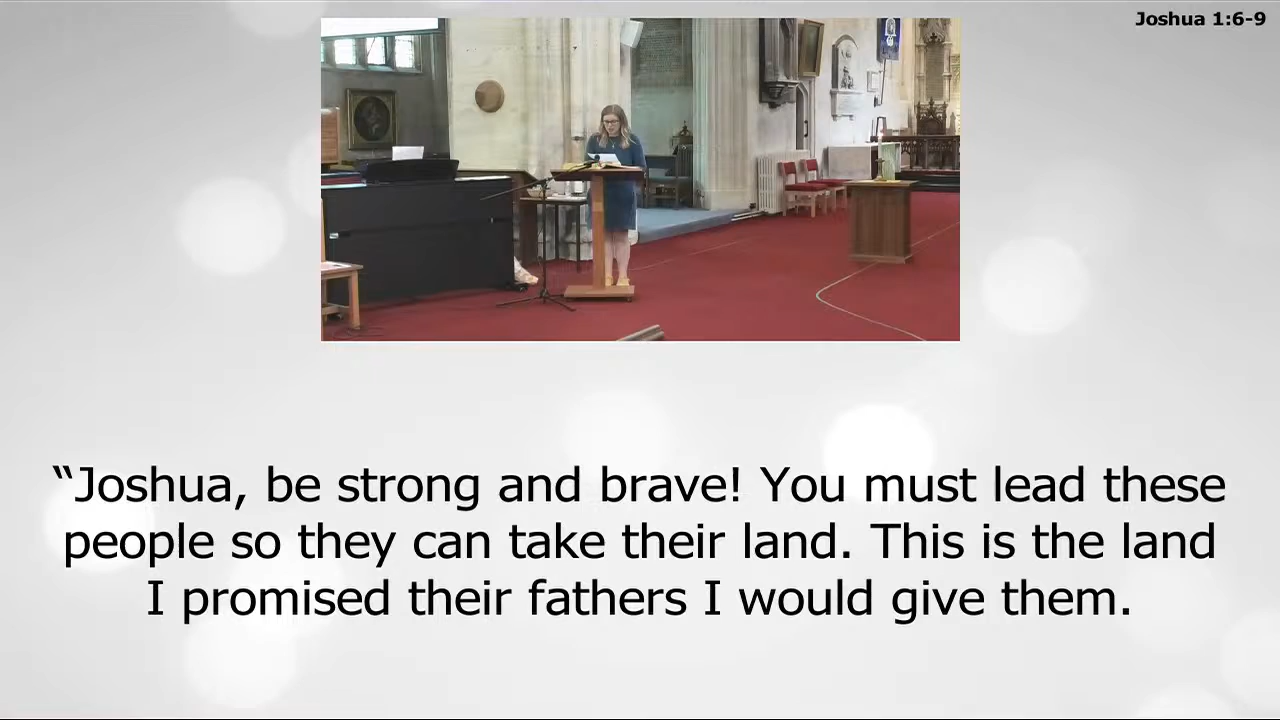 Joshua 1:6-9
“Joshua, be strong and brave! You must lead these
people so they can take their land. This is the land
I promised their fathers I would give them.